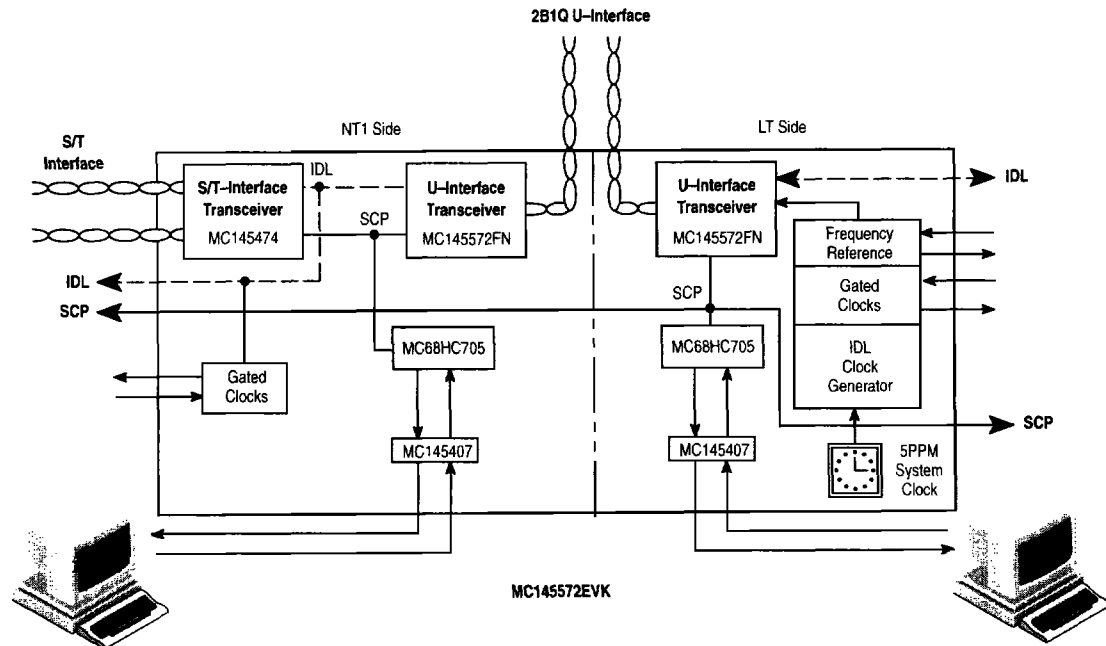 2B1Q U–Interface
NT1 Side
LT Side
S/T
Interface
S/T–Interface
Transceiver
MC145474
IDL
SCP
U–Interface
Transceiver
MC145572FN
U–Interface
Transceiver
MC145572FN
IDL
Frequency
Reference
Gated
Clocks
IDL
Clock
Generator
IDL
SCP
SCP
MC68HC705
MC68HC705
Gated
Clocks
MC145407
MC145407
SCP
5PPM
System
Clock
MC145572EVK